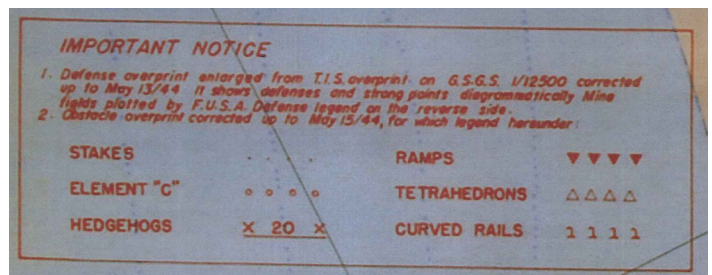 IMPORTANT NOTICE
1. Defense overprint enlarged from T.I.S. overprint on G.S.G.S. 1/12500 corrected
up to May 13/44 It shows defenses and strong points diagrammatically Mine
fields plotted by F.U.S.A. Defense legend on the reverse side.
2. Obstacle overprint corrected up to May 15/44, for which legend hereunder:
STAKES
RAMPS
ELEMENT "C"
TETRAHEDRONS
HEDGEHOGS X 20 X
CURVED RAILS